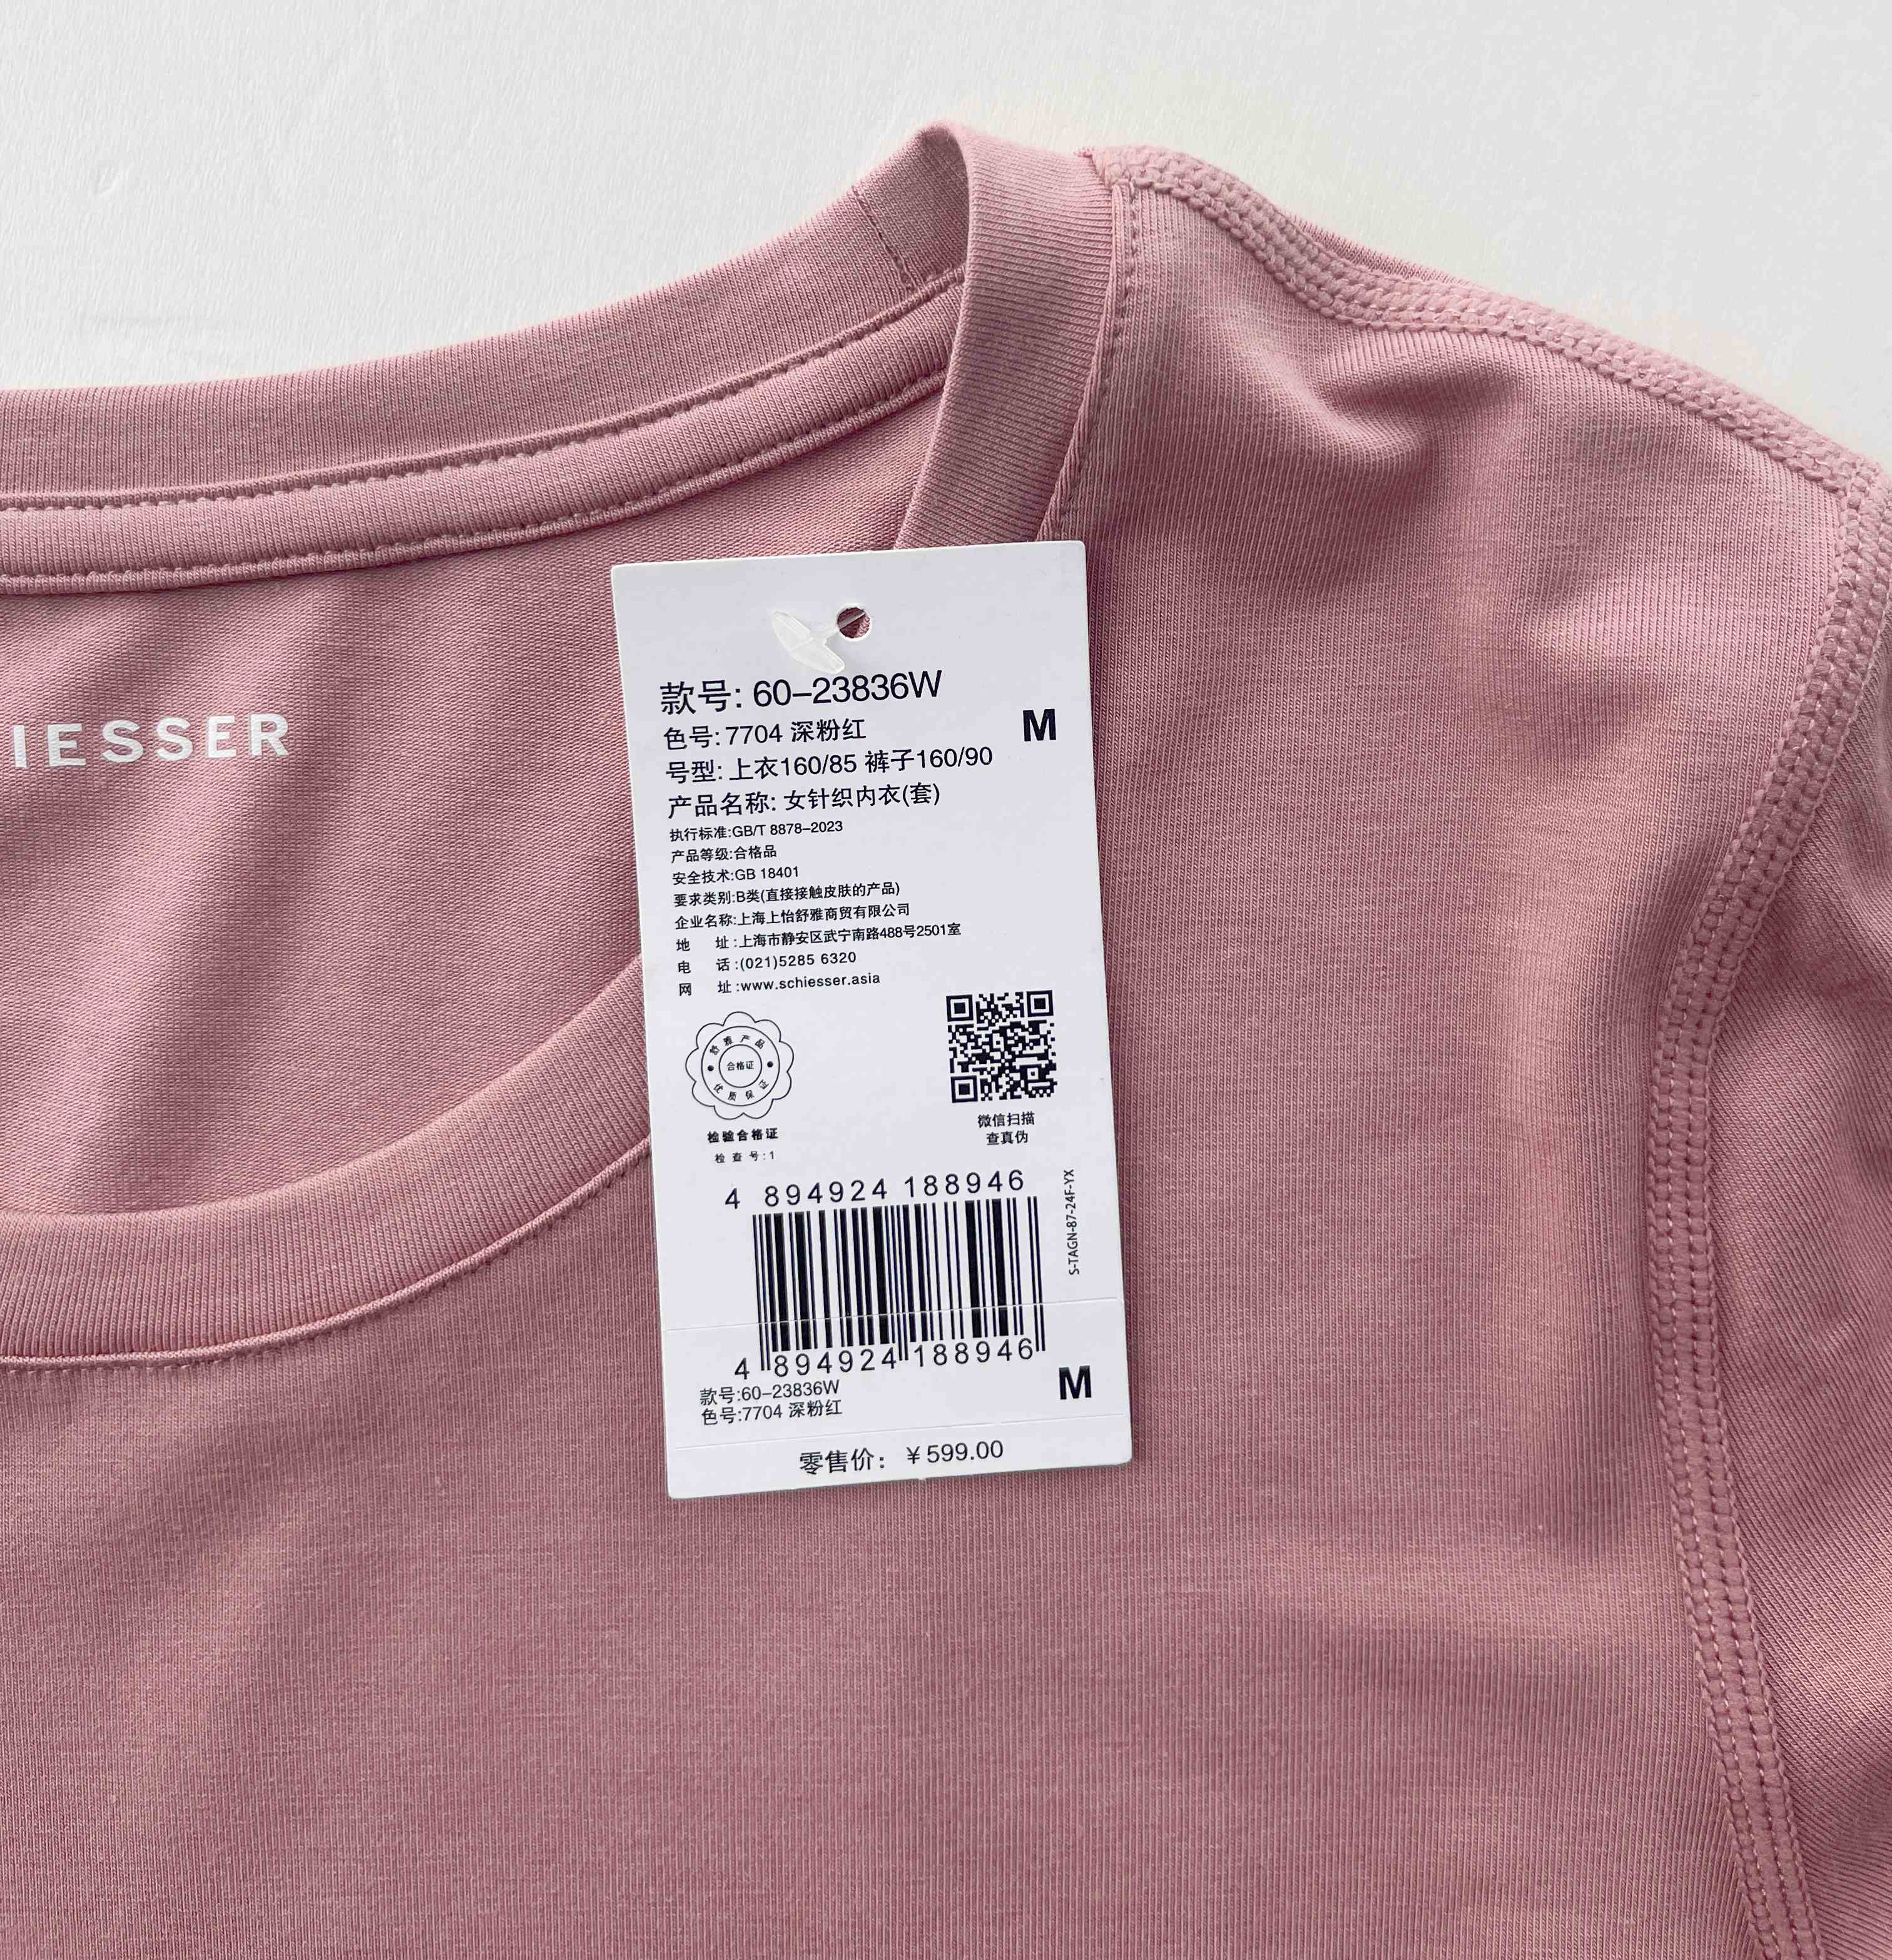 IESSER
款号: 60–23836W
色号: 7704 深粉红
M
号型: 上衣160/85 裤子160/90
产品名称: 女针织内衣(套)
执行标准:GB/T 8878–2023
产品等级:合格品
安全技术:GB 18401
要求类别:B类(直接接触皮肤的产品)
企业名称:上海上怡舒雅商贸有限公司
地 址:上海市静安区武宁南路488号2501室
电 话:(021)5285 6320
网 址:www.schiesser.asia
舒雅产品
合格证
优质保过
检验合格证
检查号:1
微信扫描
查真伪
4 894924 188946
S-TAGN-87-24F-YX
4 894924 188946
款号:60–23836W
色号:7704 深粉红
M
零售价: ¥599.00